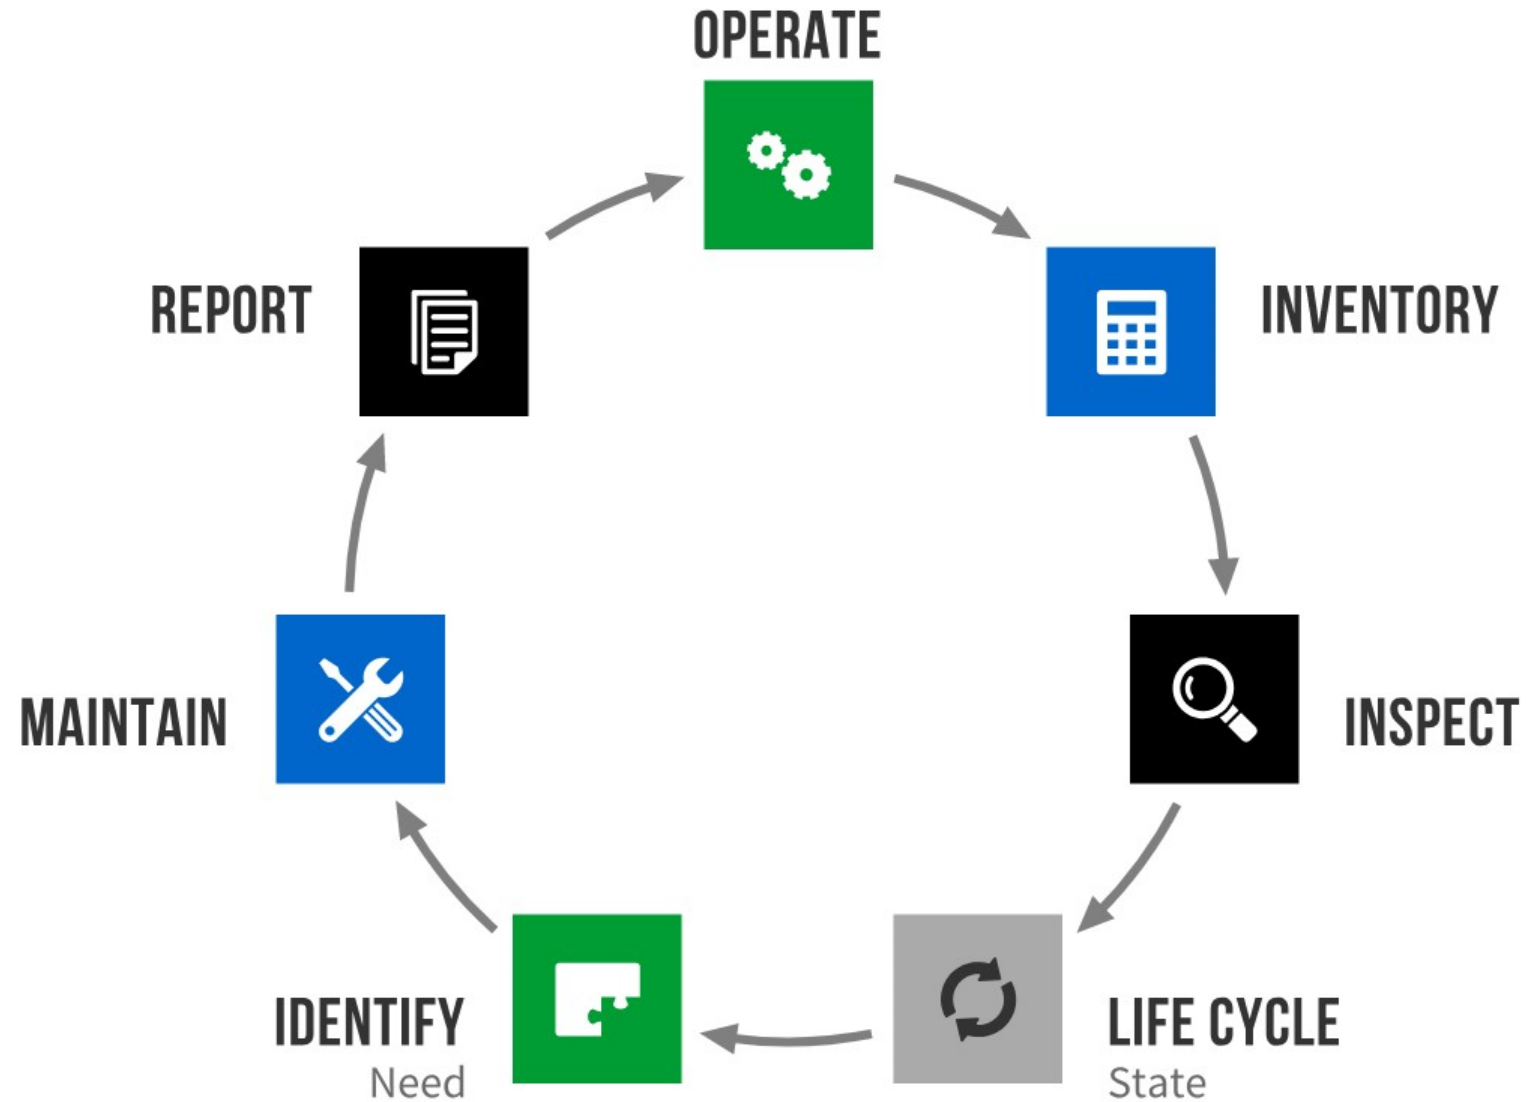 OPERATE
REPORT
INVENTORY
MAINTAIN
INSPECT
IDENTIFY
Need
LIFE CYCLE
State